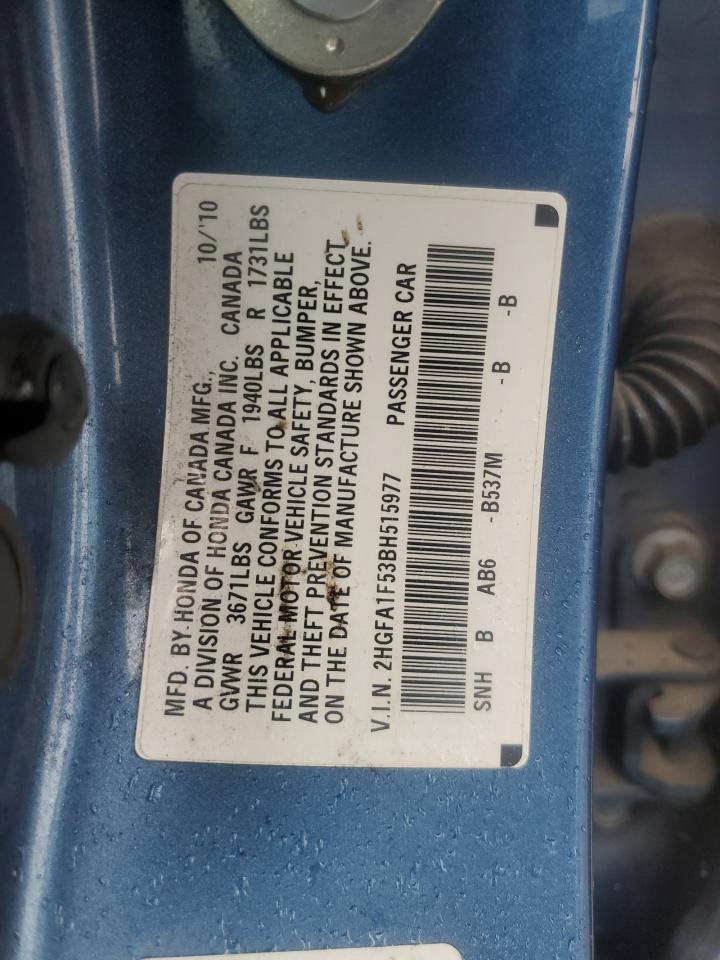 MFD. BY HONDA OF CANADA MFG., 10/'10
A DIVISION OF HONDA CANADA INC. CANADA
GVWR 3671LBS GAWR F 1940LBS R 1731LBS
THIS VEHICLE CONFORMS TO ALL APPLICABLE
FEDERAL MOTOR VEHICLE SAFETY, BUMPER,
AND THEFT PREVENTION STANDARDS IN EFFECT
ON THE DATE OF MANUFACTURE SHOWN ABOVE.
V.I.N. 2HGFA1F53BH515977 PASSENGER CAR
SNH B AB6 -B537M -B -B